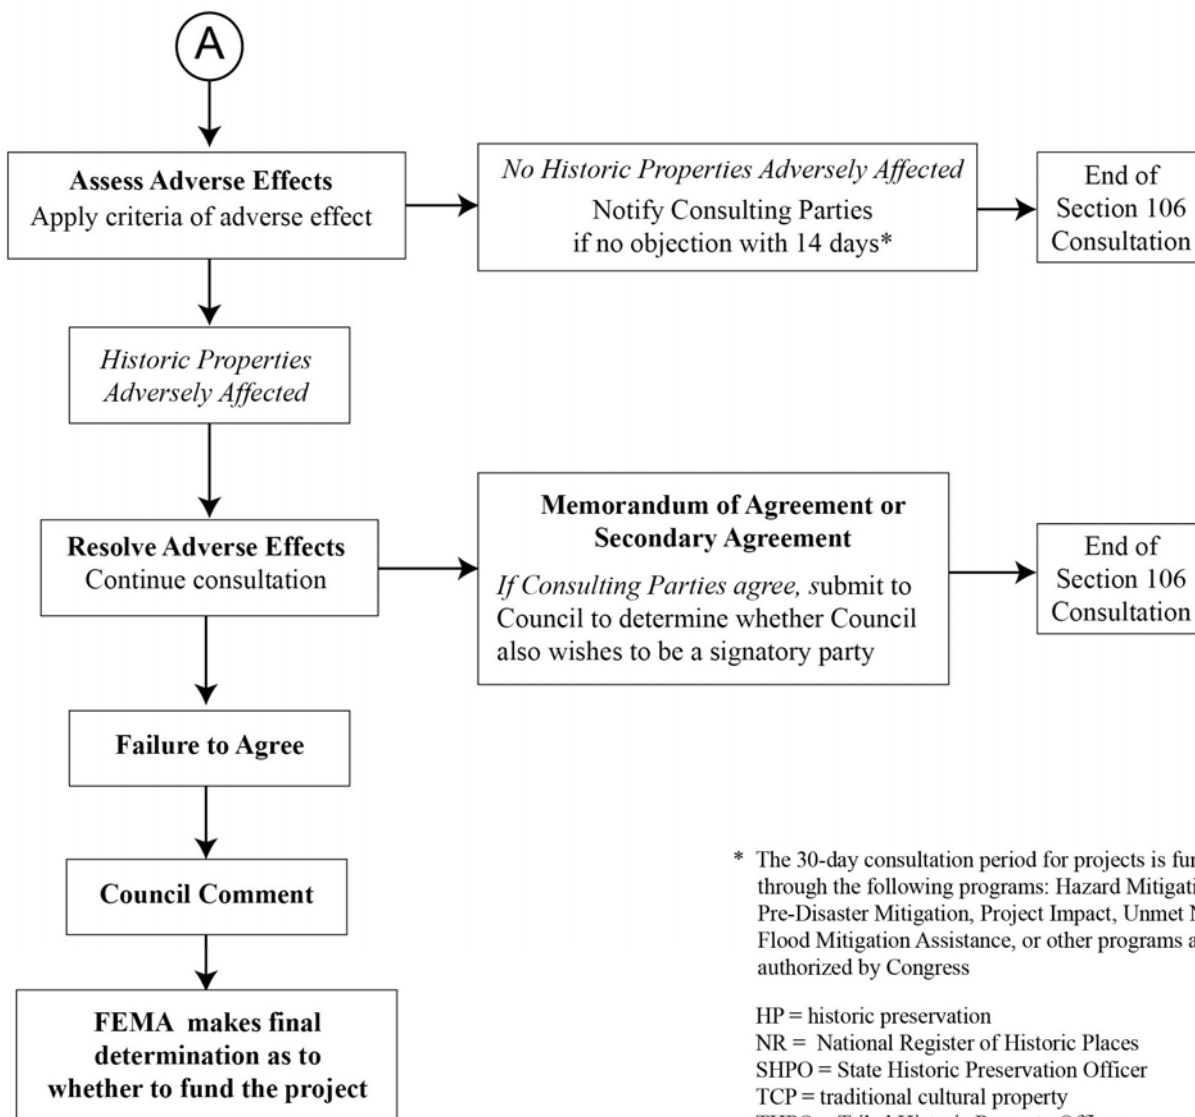 A
Assess Adverse Effects
Apply criteria of adverse effect
No Historic Properties Adversely Affected
Notify Consulting Parties
if no objection with 14 days*
End of
Section 106
Consultation
Historic Properties
Adversely Affected
Resolve Adverse Effects
Continue consultation
Memorandum of Agreement or
Secondary Agreement
If Consulting Parties agree, submit to
Council to determine whether Council
also wishes to be a signatory party
End of
Section 106
Consultation
Failure to Agree
Council Comment
FEMA makes final
determination as to
whether to fund the project
* The 30-day consultation period for projects is
through the following programs: Hazard
Pre-Disaster Mitigation, Project Impact, Unmet
Flood Mitigation Assistance, or other programs
authorized by Congress
HP = historic preservation
NR = National Register of Historic Places
SHPO = State Historic Preservation Officer
TCP = traditional cultural property